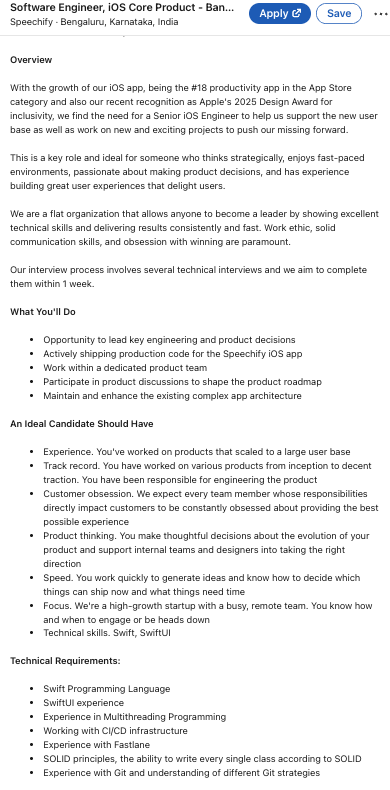 Software Engineer, iOS Core Product - Ban...
Speechify · Bengaluru, Karnataka, India
Apply
Save
...
Overview
With the growth of our iOS app, being the #18 productivity app in the App Store
category and also our recent recognition as Apple's 2025 Design Award for
inclusivity, we find the need for a Senior iOS Engineer to help us support the new user
base as well as work on new and exciting projects to push our missing forward.
This is a key role and ideal for someone who thinks strategically, enjoys fast-paced
environments, passionate about making product decisions, and has experience
building great user experiences that delight users.
We are a flat organization that allows anyone to become a leader by showing excellent
technical skills and delivering results consistently and fast. Work ethic, solid
communication skills, and obsession with winning are paramount.
Our interview process involves several technical interviews and we aim to complete
them within 1 week.
What You'll Do
• Opportunity to lead key engineering and product decisions
• Actively shipping production code for the Speechify iOS app
• Work within a dedicated product team
• Participate in product discussions to shape the product roadmap
• Maintain and enhance the existing complex app architecture
An Ideal Candidate Should Have
• Experience. You've worked on products that scaled to a large user base
• Track record. You have worked on various products from inception to decent
traction. You have been responsible for engineering the product
• Customer obsession. We expect every team member whose responsibilities
directly impact customers to be constantly obsessed about providing the best
possible experience
• Product thinking. You make thoughtful decisions about the evolution of your
product and support internal teams and designers into taking the right
direction
• Speed. You work quickly to generate ideas and know how to decide which
things can ship now and what things need time
• Focus. We're a high-growth startup with a busy, remote team. You know how
and when to engage or be heads down
• Technical skills. Swift, SwiftUI
Technical Requirements:
• Swift Programming Language
• SwiftUI experience
• Experience in Multithreading Programming
• Working with CI/CD infrastructure
• Experience with Fastlane
• SOLID principles, the ability to write every single class according to SOLID
• Experience with Git and understanding of different Git strategies